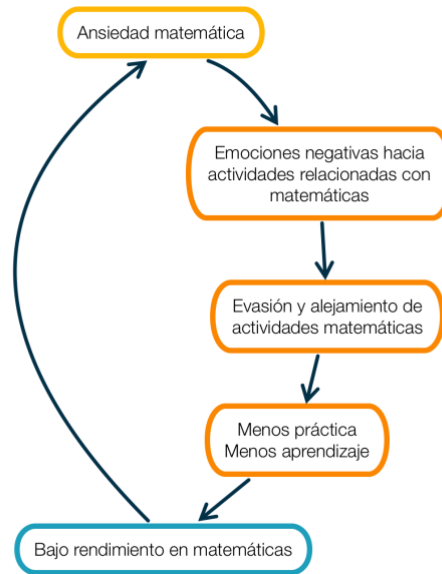 Ansiedad matemática
Emociones negativas hacia
actividades relacionadas con
matemáticas
Evasión y alejamiento de
actividades matemáticas
Menos práctica
Menos aprendizaje
Bajo rendimiento en matemáticas